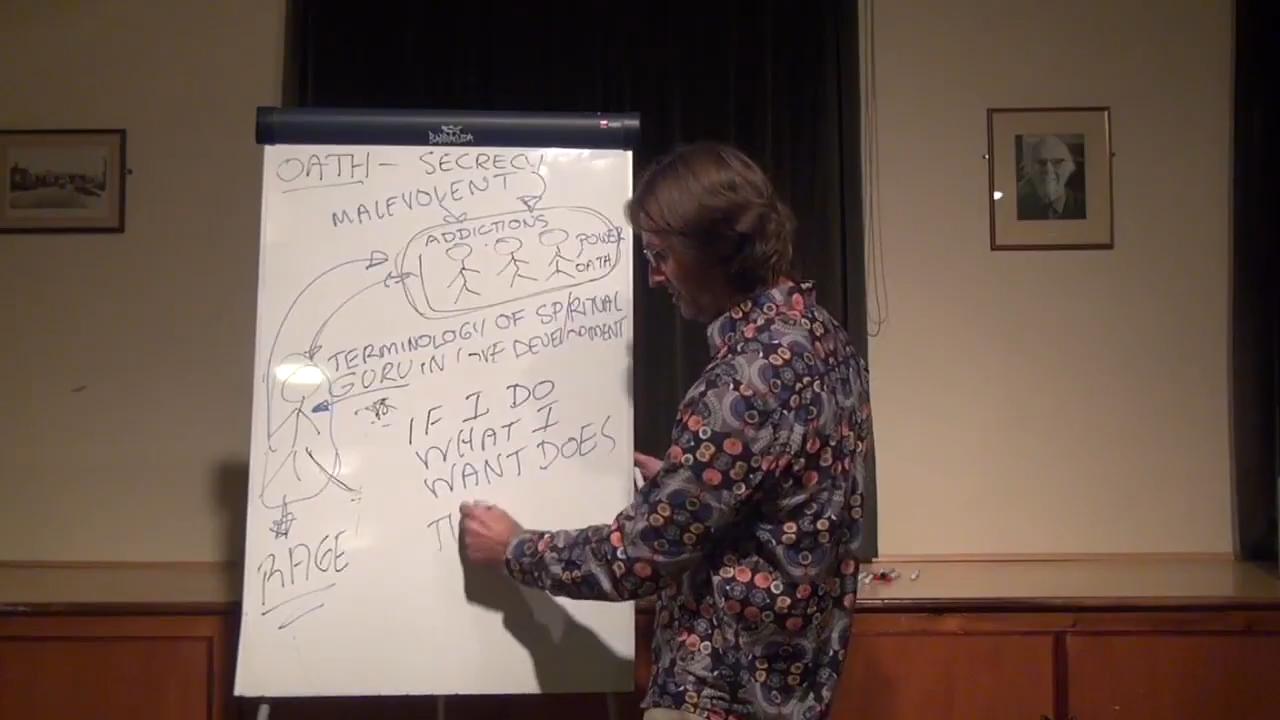 BARRACUDA
OATH - SECRECY
MALEVOLENT
ADDICTIONS
POWER
OATH
TERMINOLOGY OF SPIRITUAL
GURU IN LOVE DEVELOPMENT
IF I DO
WHAT I
WANT DOES
RAGE